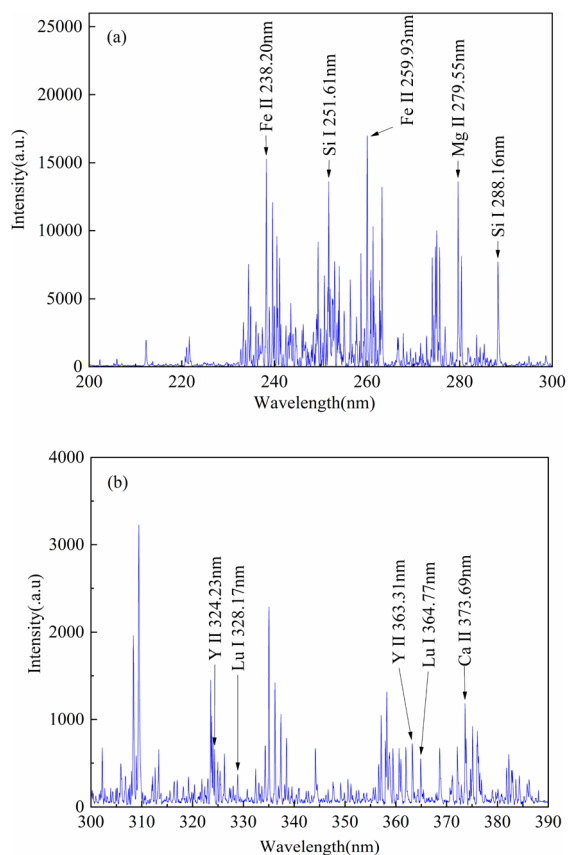 (a)
25000
20000
15000
10000
5000
0
Intensity(a.u.)
Fe II 238.20nm
Si I 251.61nm
Fe II 259.93nm
Mg II 279.55nm
Si I 288.16nm
200 220 240 260 280 300
Wavelength(nm)
(b)
4000
3000
2000
1000
0
Intensity(.a.u)
Y II 324.23nm
Lu I 328.17nm
Y II 363.31nm
Lu I 364.77nm
Ca II 373.69nm
300 310 320 330 340 350 360 370 380 390
Wavelength(nm)